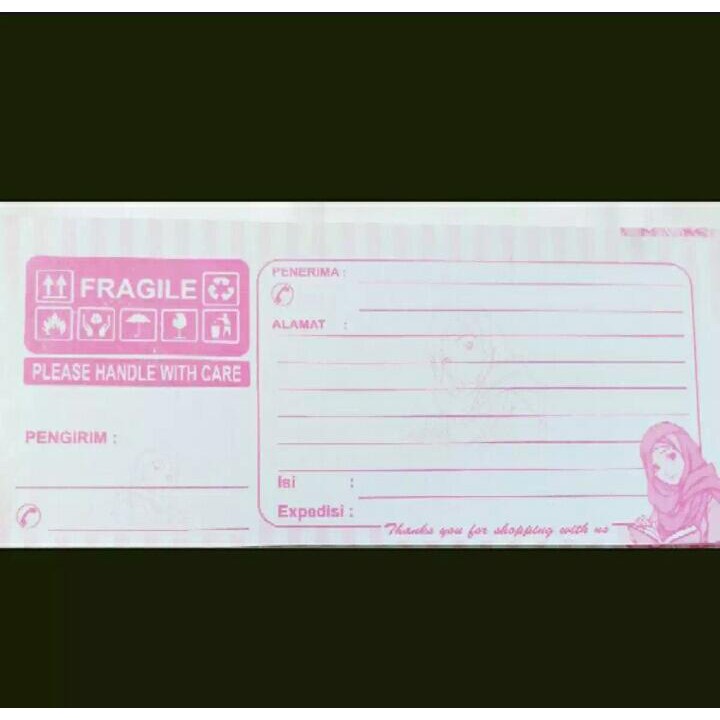 FRAGILE
PLEASE HANDLE WITH CARE
PENGIRIM :
PENERIMA :
ALAMAT :
Isi :
Expedisi :
Thanks you for shopping with us